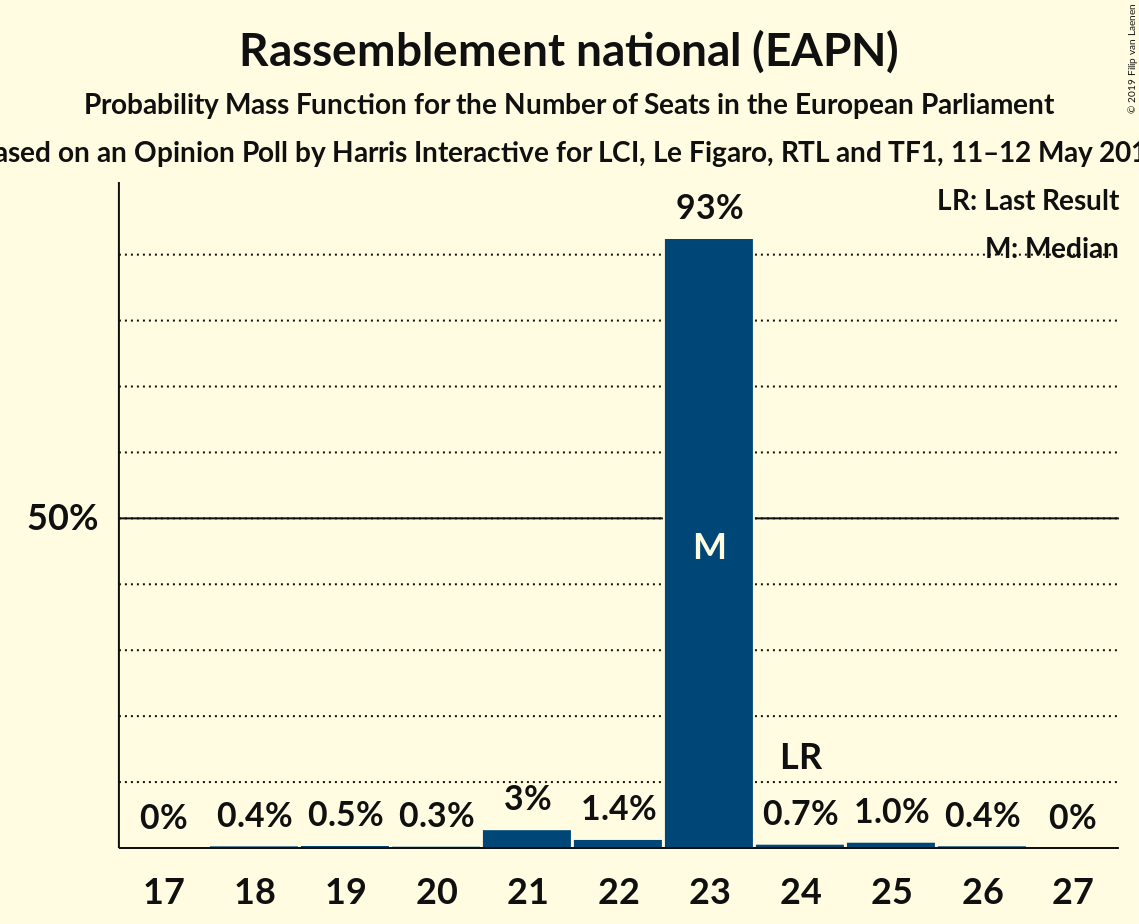 Rassemblement national (EAPN)
Probability Mass Function for the Number of Seats in the European Parliament
ased on an Opinion Poll by Harris Interactive for LCI, Le Figaro, RTL and TF1, 11–12 May 201
© 2019 Filip van Laenen
LR: Last Result
M: Median
93%
50%
M
LR
0% 0.4% 0.5% 0.3% 3% 1.4% 0.7% 1.0% 0.4% 0%
17 18 19 20 21 22 23 24 25 26 27